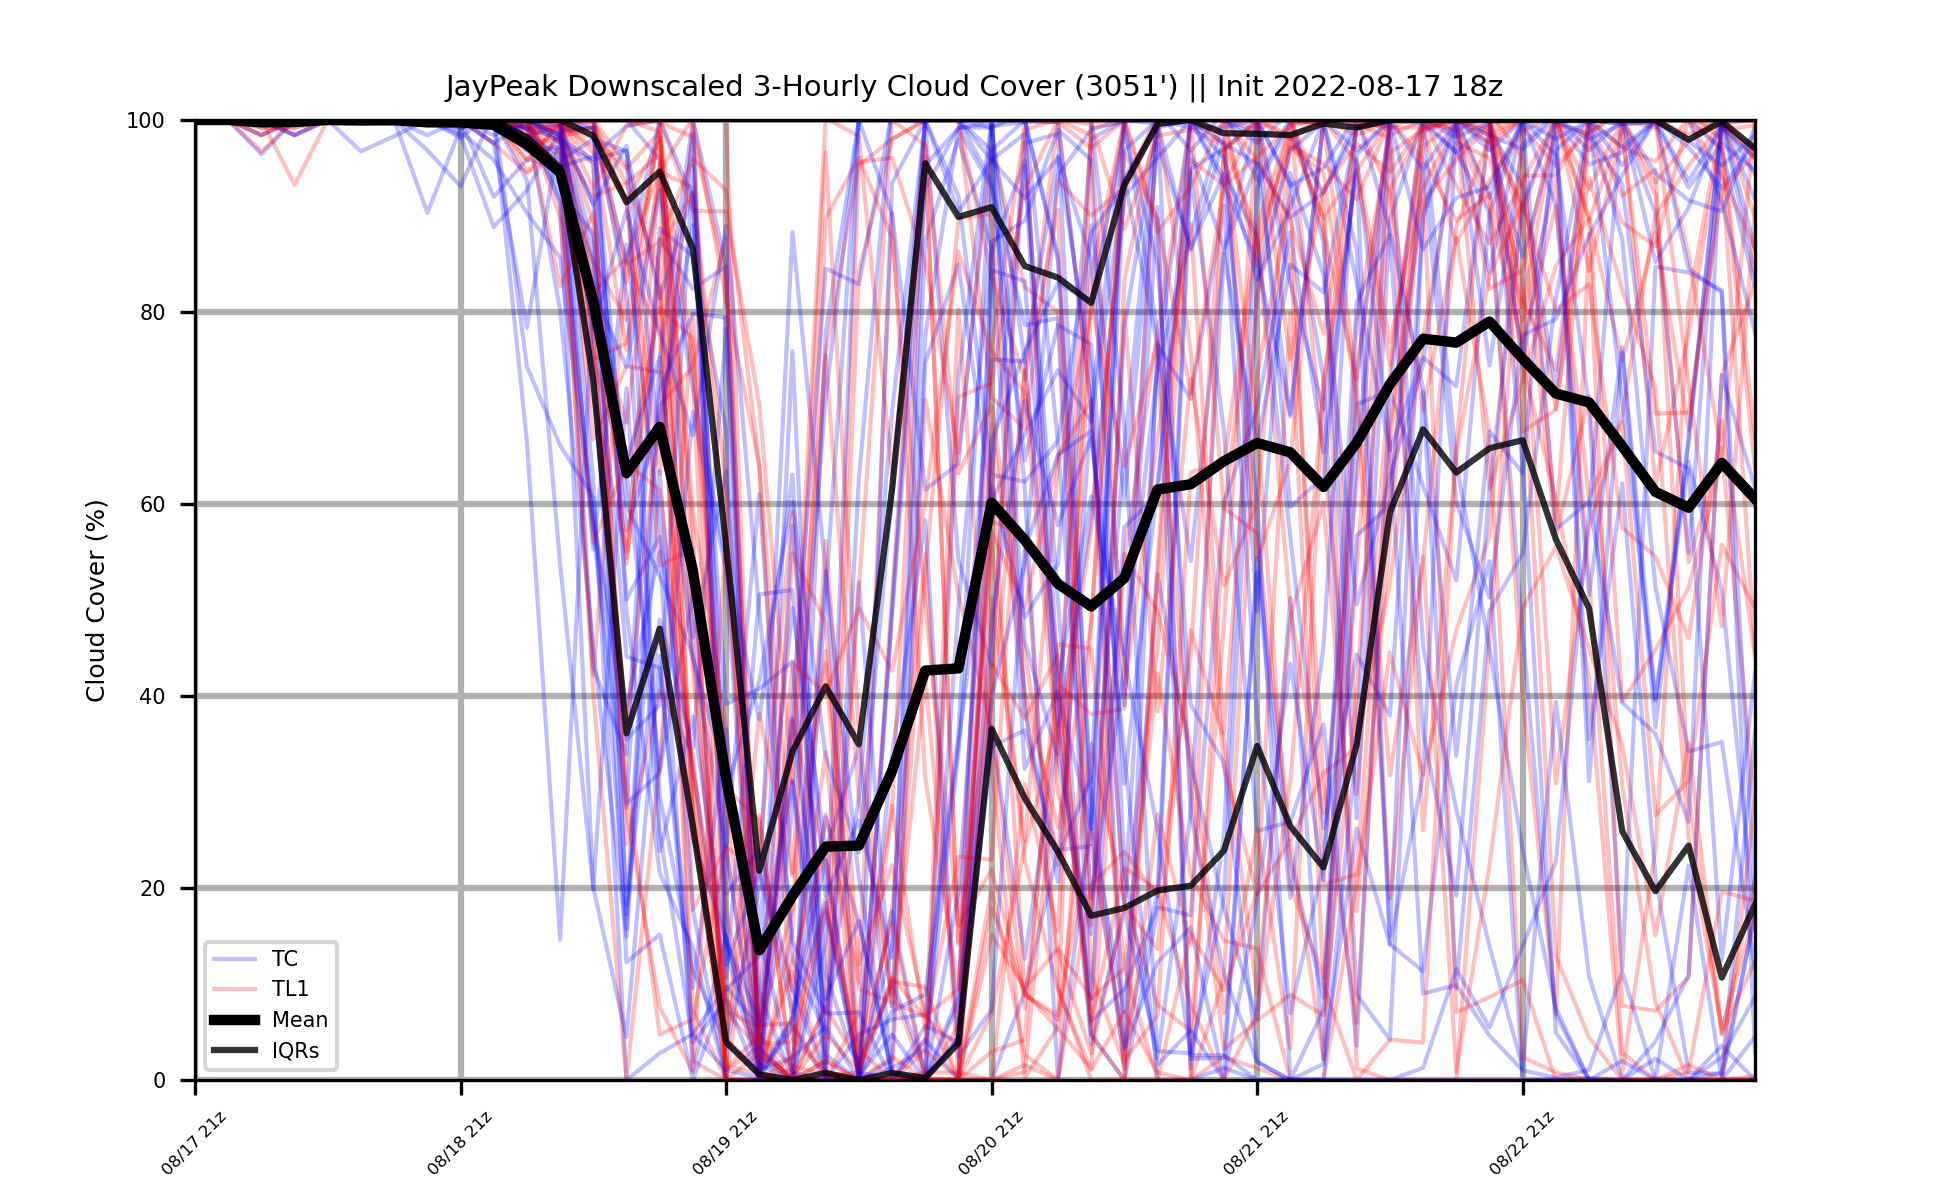 JayPeak Downscaled 3-Hourly Cloud Cover (3051') || Init 2022-08-17 18z
Cloud Cover (%)
100
80
60
40
20
0
TC
TL1
Mean
IQRs
08/17 21z
08/18 21z
08/19 21z
08/20 21z
08/21 21z
08/22 21z